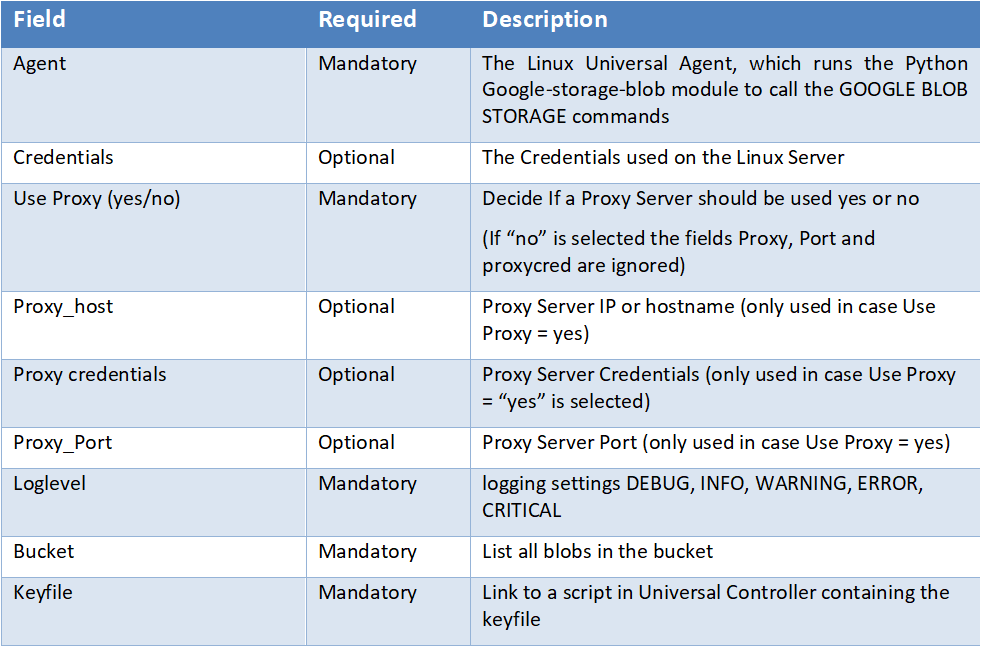 Field Required Description
Agent Mandatory The Linux Universal Agent, which runs the Python
Google-storage-blob module to call the GOOGLE BLOB
STORAGE commands
Credentials Optional The Credentials used on the Linux Server
Use Proxy (yes/no) Mandatory Decide If a Proxy Server should be used yes or no
(If “no” is selected the fields Proxy, Port and
proxycred are ignored)
Proxy_host Optional Proxy Server IP or hostname (only used in case Use
Proxy = yes)
Proxy credentials Optional Proxy Server Credentials (only used in case Use Proxy
= “yes” is selected)
Proxy_Port Optional Proxy Server Port (only used in case Use Proxy = yes)
Loglevel Mandatory logging settings DEBUG, INFO, WARNING, ERROR,
CRITICAL
Bucket Mandatory List all blobs in the bucket
Keyfile Mandatory Link to a script in Universal Controller containing the
keyfile